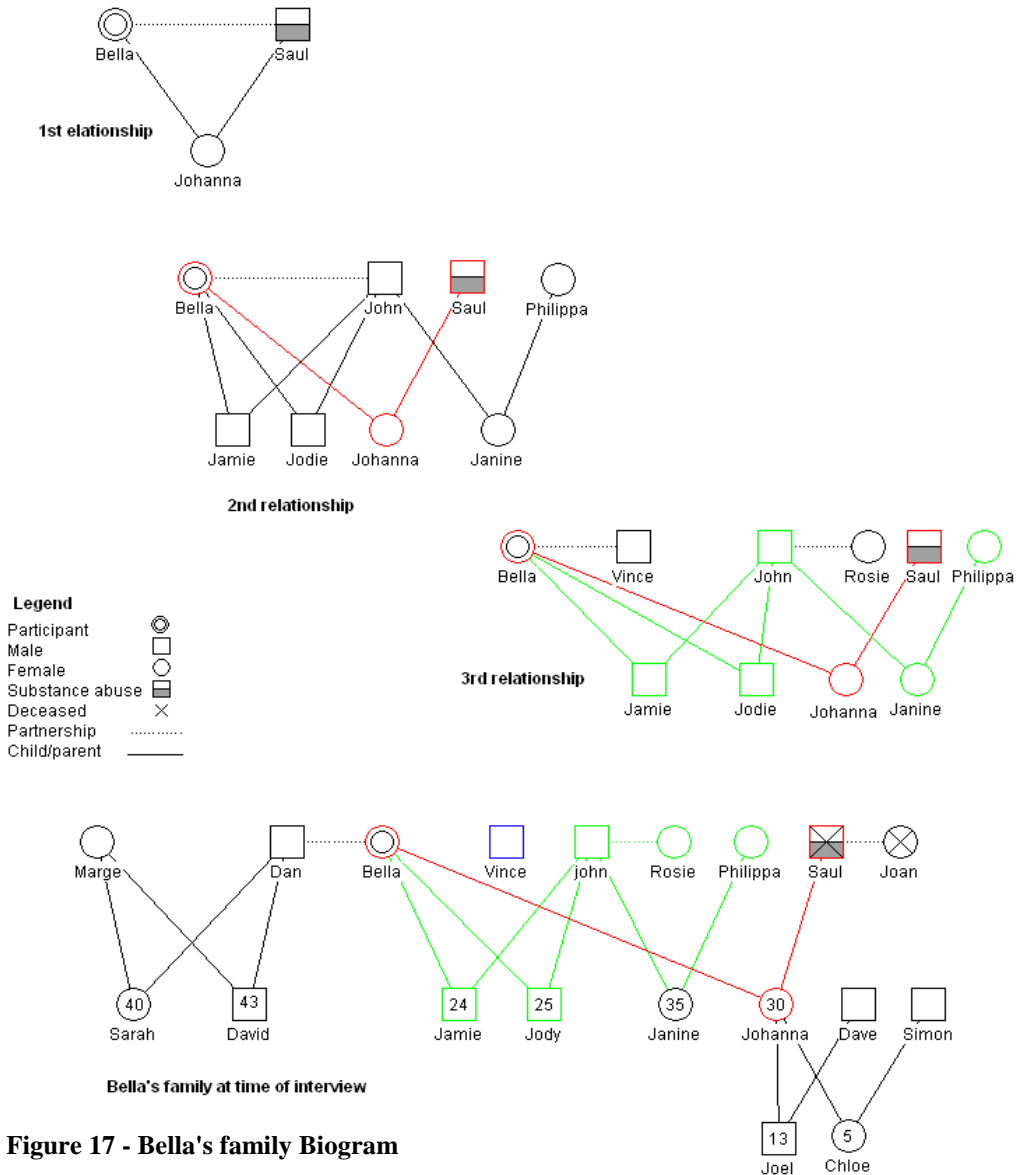 Bella Saul
1st elationship
Johanna
Bella John Saul Philippa
Jamie Jodie Johanna Janine
2nd relationship
Bella Vince John Rosie Saul Philippa
3rd relationship
Jamie Jodie Johanna Janine
Legend
Participant
Male
Female
Substance abuse
Deceased
Partnership
Child/parent
Marge Dan Bella Vince john Rosie Philippa Saul Joan
40 43 24 25 35 30
Sarah David Jamie Jody Janine Johanna Dave Simon
Bella's family at time of interview
13 5
Joel Chloe
Figure 17 - Bella's family Biogram